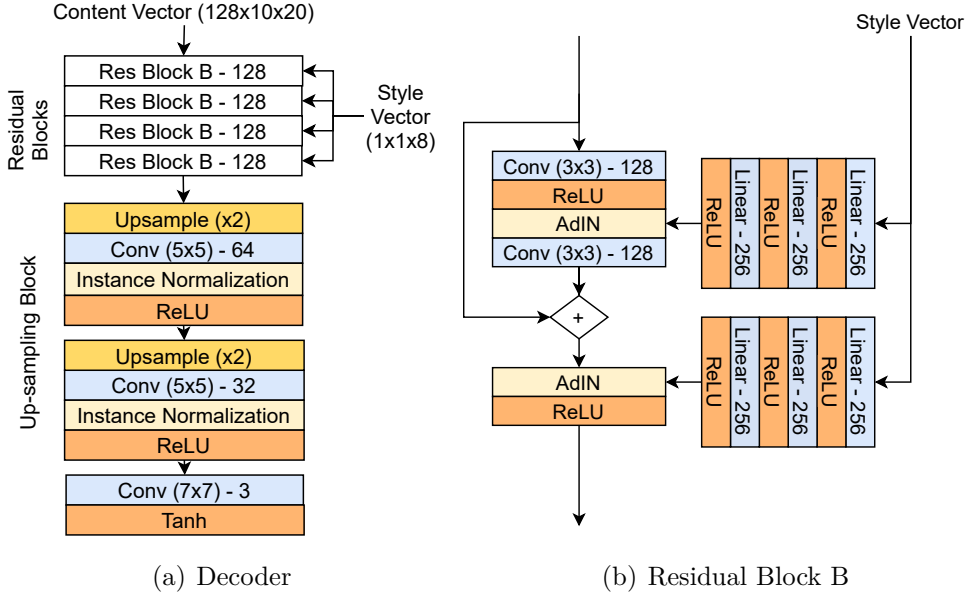 Content Vector (128x10x20)
Res Block B - 128
Res Block B - 128
Res Block B - 128
Res Block B - 128
Residual
Blocks
Style
Vector
(1x1x8)
Upsample (x2)
Conv (5x5) - 64
Instance Normalization
ReLU
Upsample (x2)
Conv (5x5) - 32
Instance Normalization
ReLU
Up-sampling Block
Conv (7x7) - 3
Tanh
(a) Decoder
Style Vector
Conv (3x3) - 128
ReLU
AdIN
Conv (3x3) - 128
ReLU
Linear - 256
ReLU
Linear - 256
ReLU
Linear - 256
+
AdIN
ReLU
ReLU
Linear - 256
ReLU
Linear - 256
ReLU
Linear - 256
(b) Residual Block B